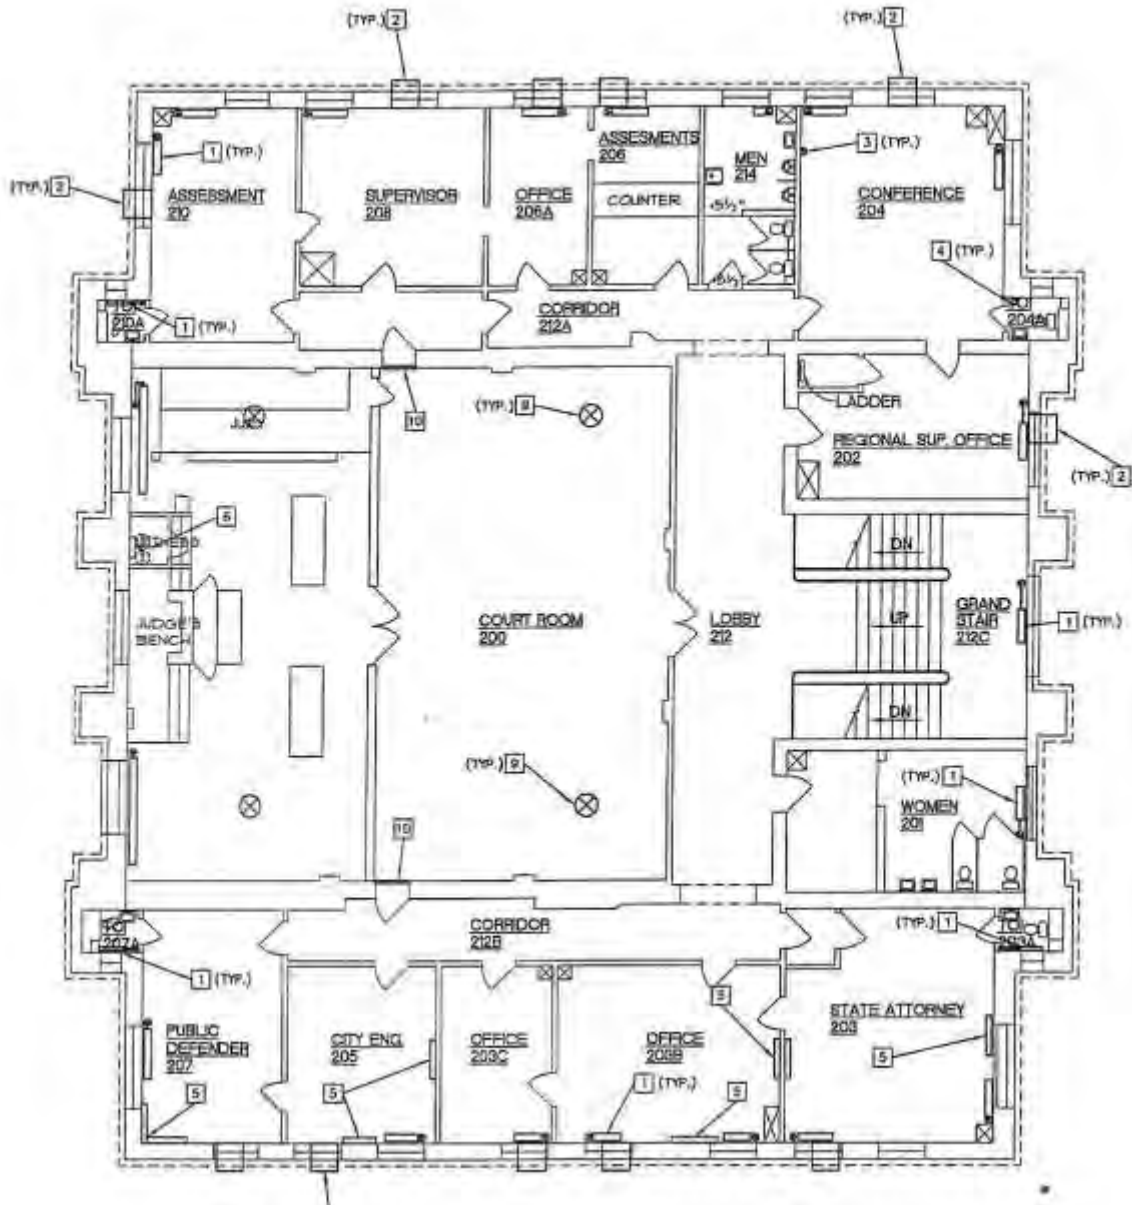 (TYP.) 2
(TYP.) 2
1 (TYP.)
ASSESMENTS
206
3 (TYP.)
MEN
214
(TYP.) 2
ASSESSMENT
210
SUPERVISOR
208
OFFICE
206A
COUNTER
CONFERENCE
204
4 (TYP.)
210A
1 (TYP.)
CORRIDOR
212A
204A
10
(TYP.) 9
LADDER
REGIONAL SUP. OFFICE
202
(TYP.) 2
DN
JUDGE'S
BENCH
COURT ROOM
200
LOBBY
212
UP
GRAND
STAIR
212C
1 (TYP.)
DN
(TYP.) 9
(TYP.) 1
WOMEN
201
10
207A
CORRIDOR
212B
(TYP.) 1
203A
1 (TYP.)
PUBLIC
DEFENDER
207
CITY ENG.
205
OFFICE
203C
OFFICE
203B
STATE ATTORNEY
203
5
5
5
1 (TYP.)
5